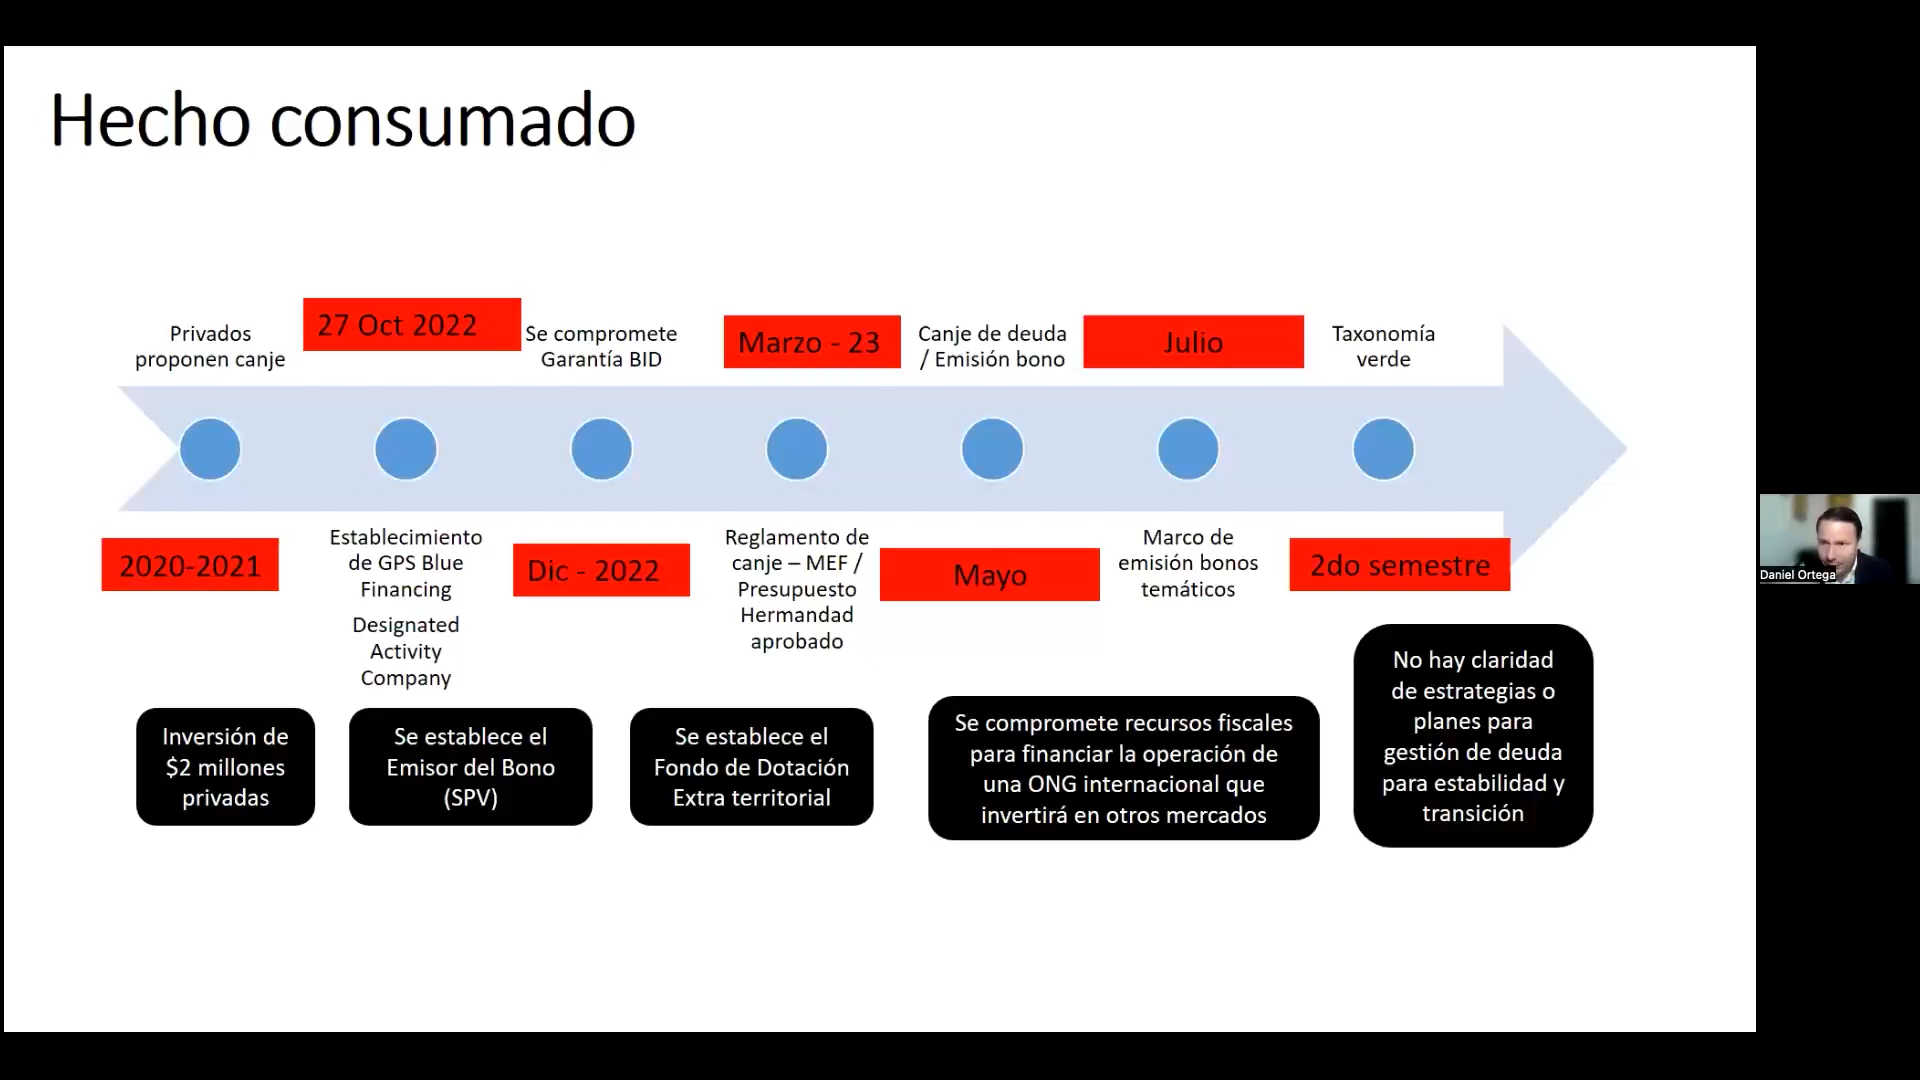 Hecho consumado
Privados
proponen canje
27 Oct 2022
Se compromete
Garantía BID
Marzo - 23
Canje de deuda
/ Emisión bono
Julio
Taxonomía
verde
2020-2021
Establecimiento
de GPS Blue
Financing
Designated
Activity
Company
Dic - 2022
Reglamento de
canje – MEF /
Presupuesto
Hermandad
aprobado
Mayo
Marco de
emisión bonos
temáticos
2do semestre
Inversión de
$2 millones
privadas
Se establece el
Emisor del Bono
(SPV)
Se establece el
Fondo de Dotación
Extra territorial
Se compromete recursos fiscales
para financiar la operación de
una ONG internacional que
invertirá en otros mercados
No hay claridad
de estrategias o
planes para
gestión de deuda
para estabilidad y
transición
Daniel Ortega